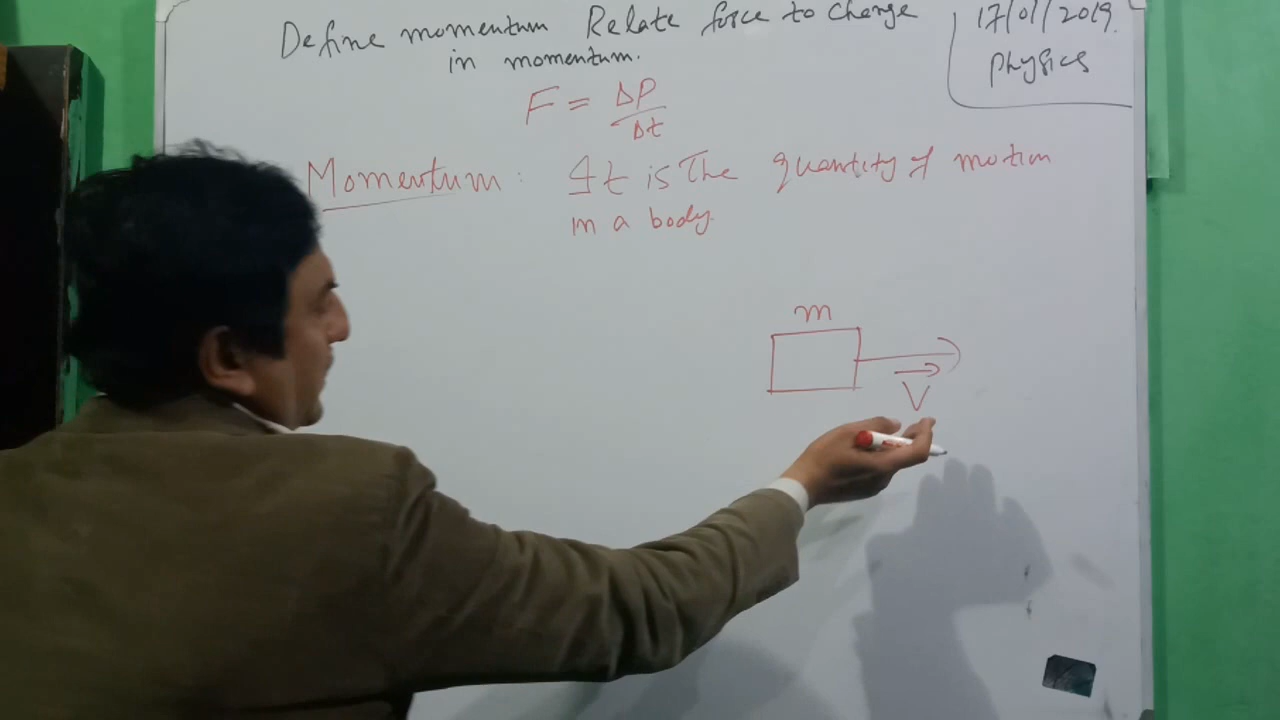 Define momentum Relate force to change
in momentum.
17/01/2019.
Physics
F = ΔP/Δt
Momentum: It is The quantity of motion
in a body.
m
V